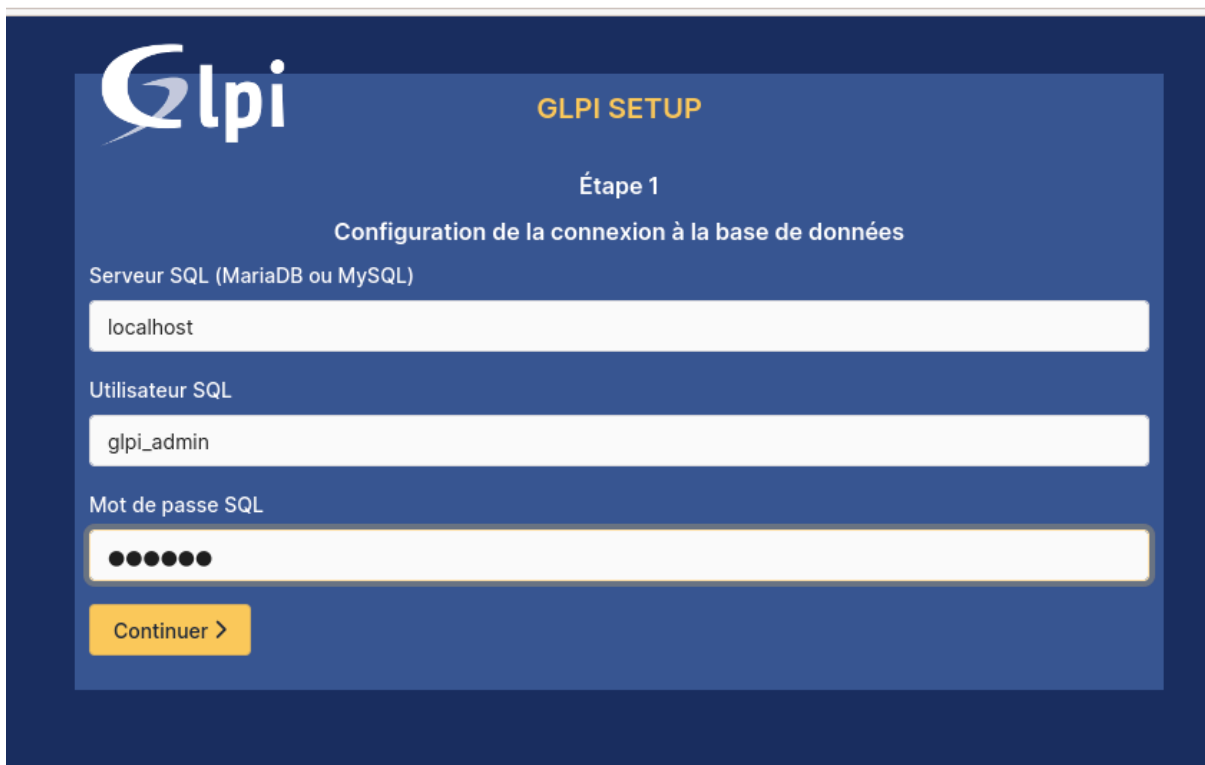 Glpi
GLPI SETUP
Étape 1
Configuration de la connexion à la base de données
Serveur SQL (MariaDB ou MySQL)
localhost
Utilisateur SQL
glpi_admin
Mot de passe SQL
●●●●●●
Continuer >